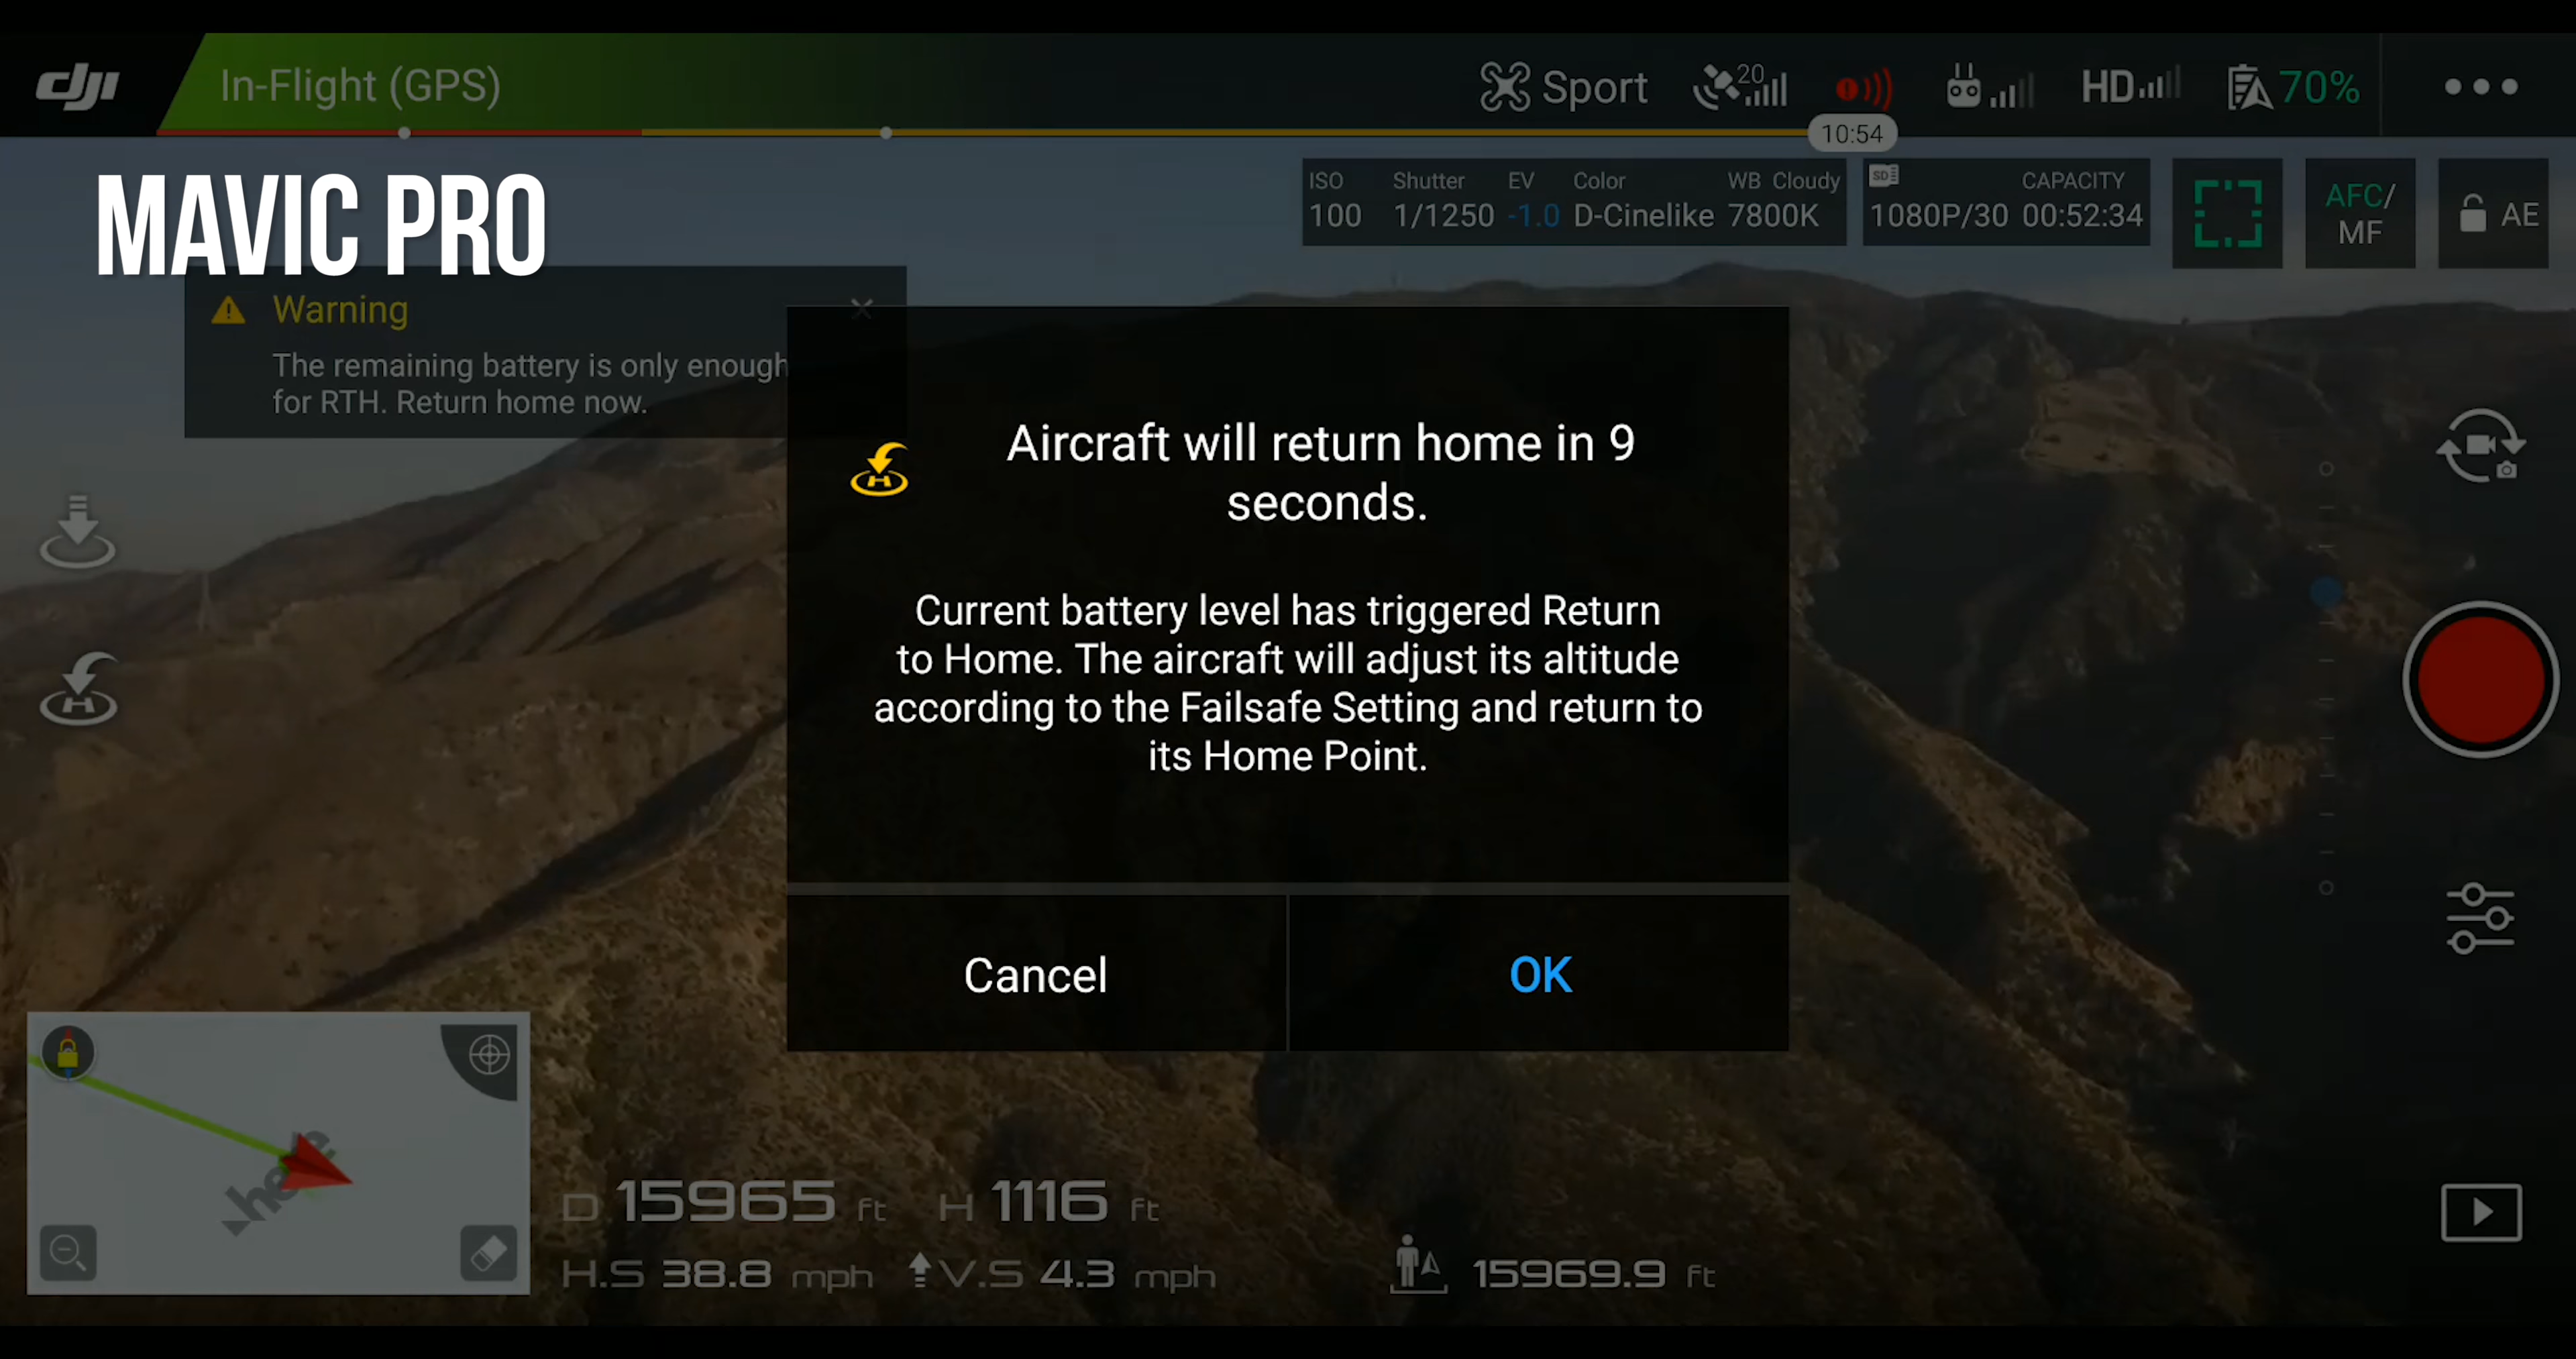 dji
In-Flight (GPS)
Sport
20
HD
70%
10:54
MAVIC PRO
ISO Shutter EV Color WB Cloudy
100 1/1250 -1.0 D-Cinelike 7800K
SD CAPACITY
1080P/30 00:52:34
AFC/
MF
AE
Warning
The remaining battery is only enough
for RTH. Return home now.
Aircraft will return home in 9
seconds.
Current battery level has triggered Return
to Home. The aircraft will adjust its altitude
according to the Failsafe Setting and return to
its Home Point.
Cancel
OK
D 15965 ft H 1116 ft
H.S 38.8 mph V.S 4.3 mph
15969.9 ft